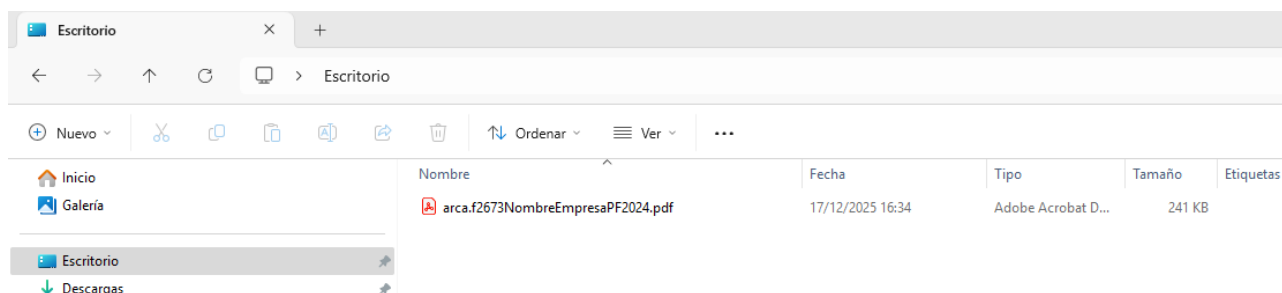 Escritorio
Escritorio
Nuevo Ordenar Ver
Inicio
Galería
Escritorio
Descargas
Nombre Fecha Tipo Tamaño Etiquetas
arca.f2673NombreEmpresaPF2024.pdf 17/12/2025 16:34 Adobe Acrobat D... 241 KB